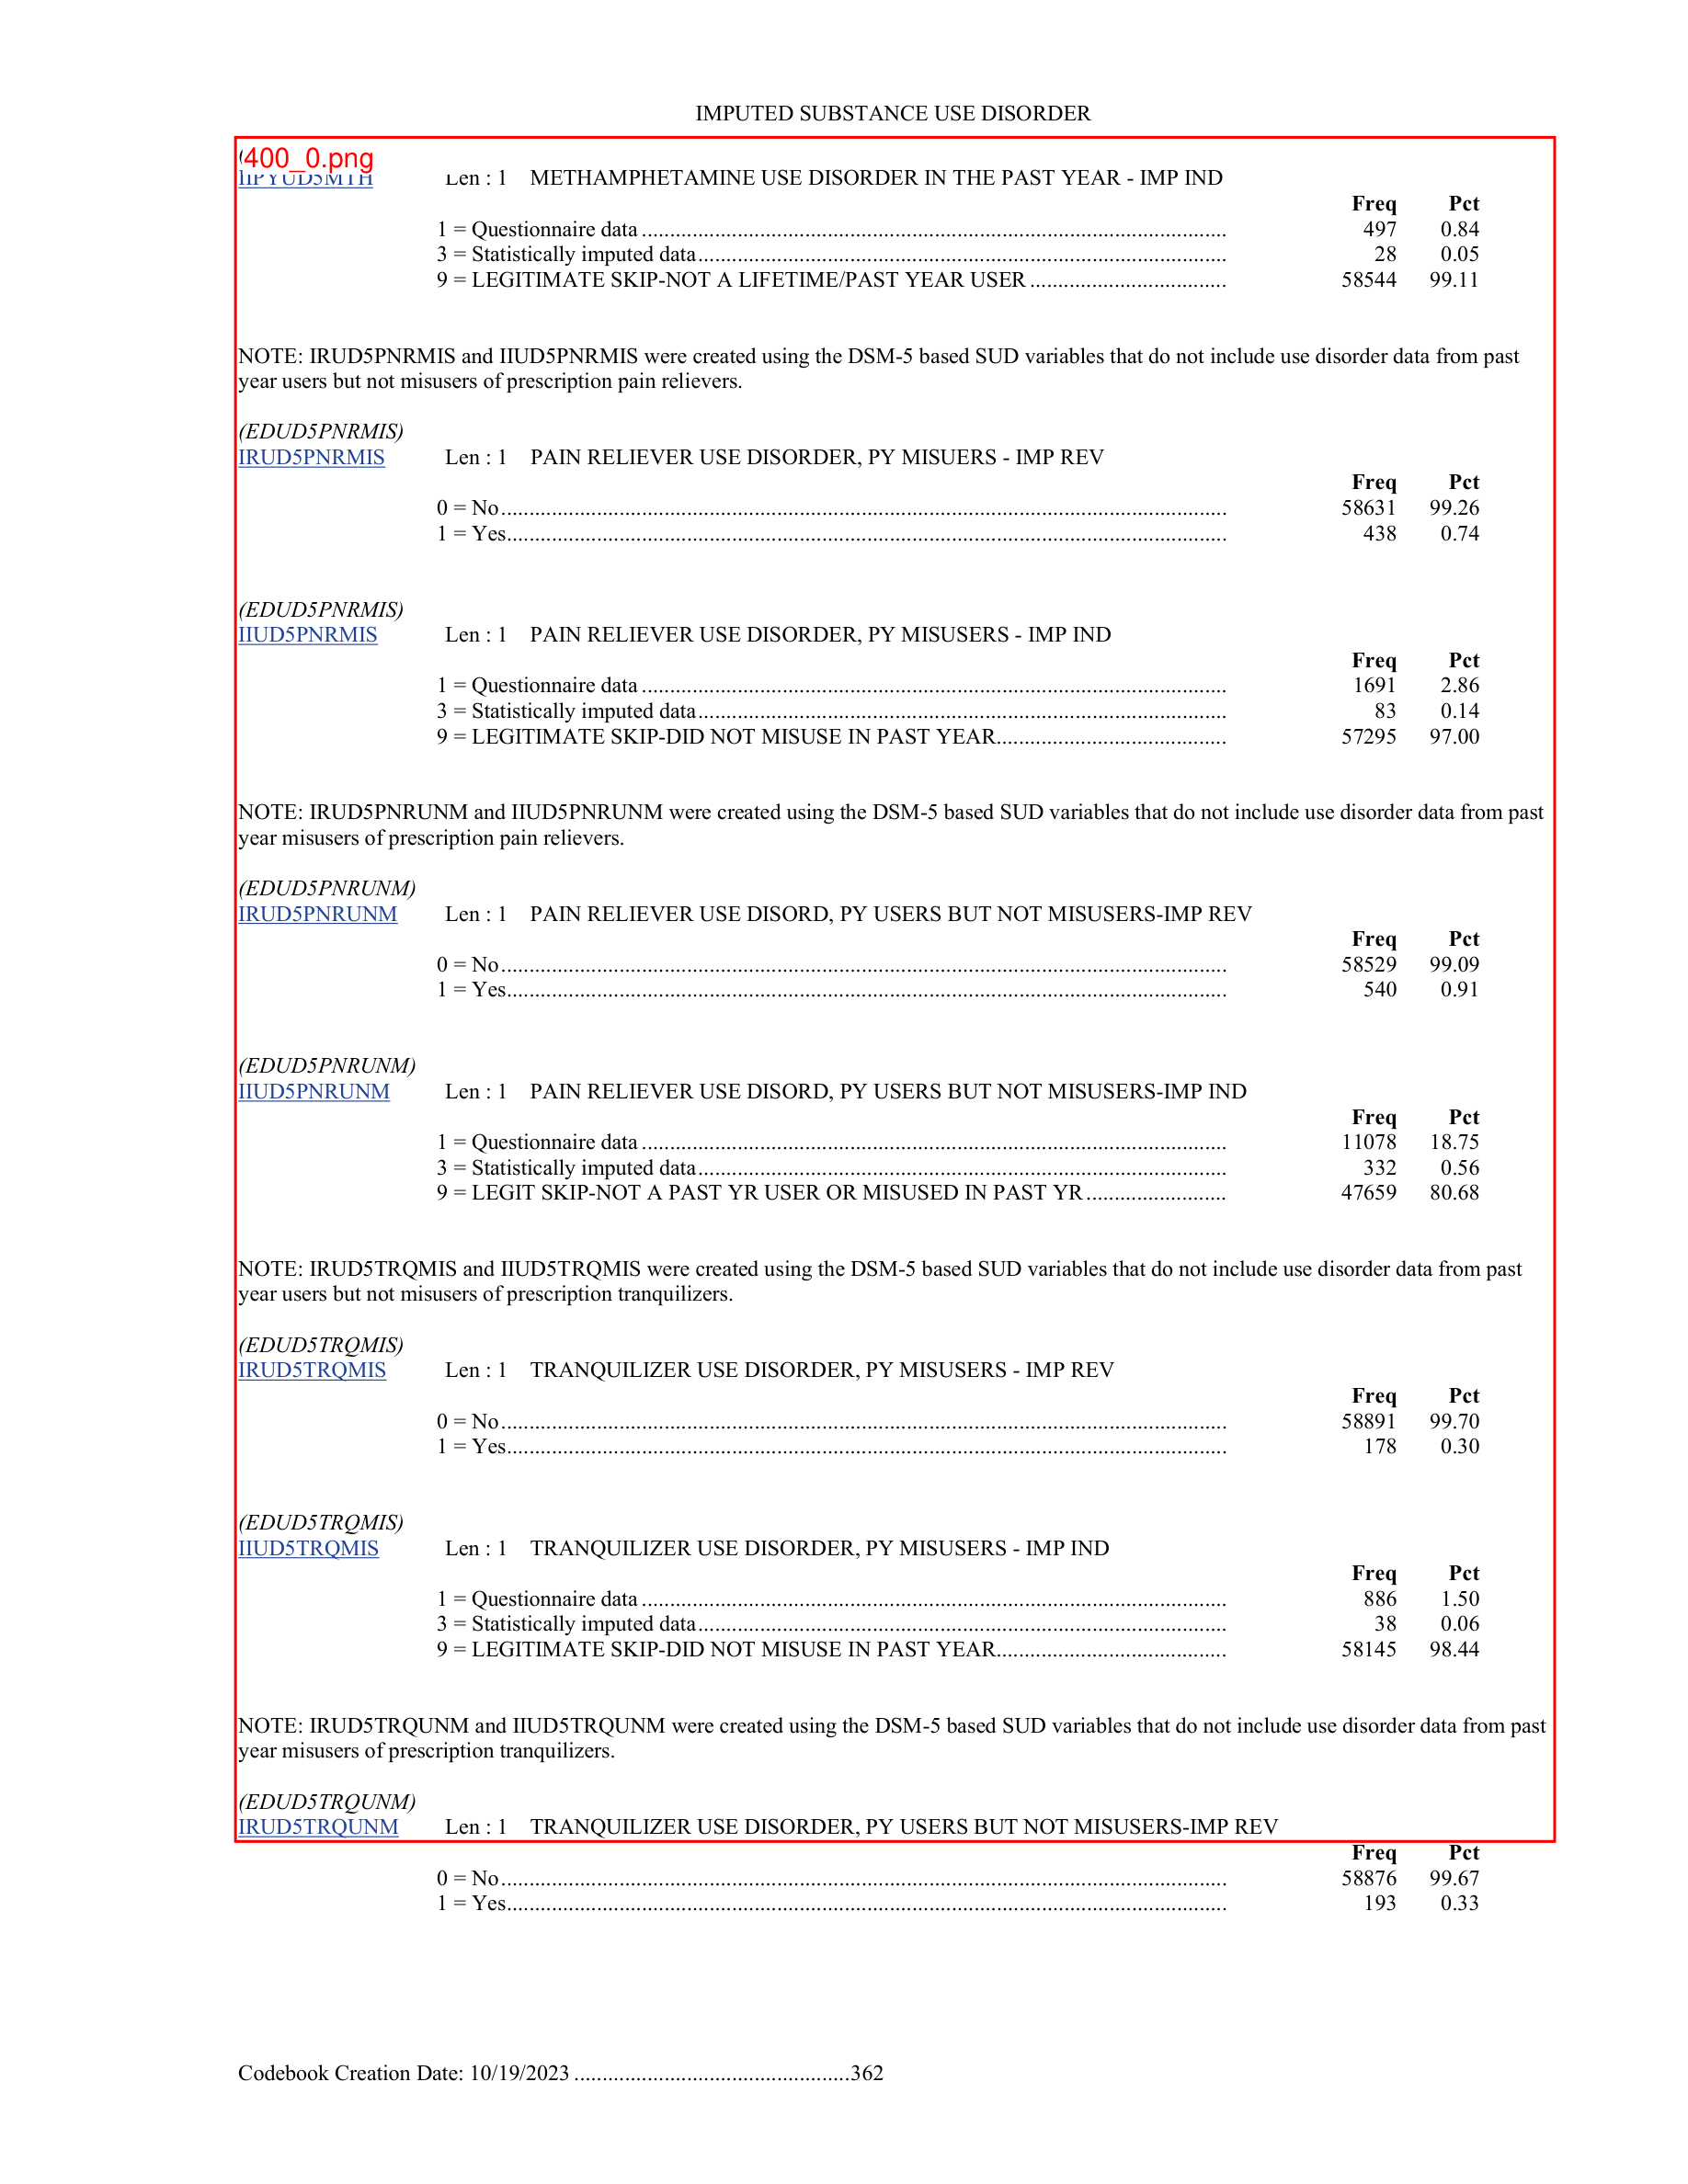 IMPUTED SUBSTANCE USE DISORDER
400_0.png
IIPYUD5MTH Len : 1 METHAMPHETAMINE USE DISORDER IN THE PAST YEAR - IMP IND
Freq Pct
1 = Questionnaire data ........................................................................................................ 497 0.84
3 = Statistically imputed data.............................................................................................. 28 0.05
9 = LEGITIMATE SKIP-NOT A LIFETIME/PAST YEAR USER ................................... 58544 99.11
NOTE: IRUD5PNRMIS and IIUD5PNRMIS were created using the DSM-5 based SUD variables that do not include use disorder data from past
year users but not misusers of prescription pain relievers.
(EDUD5PNRMIS)
IRUD5PNRMIS Len : 1 PAIN RELIEVER USE DISORDER, PY MISUERS - IMP REV
Freq Pct
0 = No................................................................................................................................. 58631 99.26
1 = Yes................................................................................................................................ 438 0.74
(EDUD5PNRMIS)
IIUD5PNRMIS Len : 1 PAIN RELIEVER USE DISORDER, PY MISUSERS - IMP IND
Freq Pct
1 = Questionnaire data ........................................................................................................ 1691 2.86
3 = Statistically imputed data.............................................................................................. 83 0.14
9 = LEGITIMATE SKIP-DID NOT MISUSE IN PAST YEAR......................................... 57295 97.00
NOTE: IRUD5PNRUNM and IIUD5PNRUNM were created using the DSM-5 based SUD variables that do not include use disorder data from past
year misusers of prescription pain relievers.
(EDUD5PNRUNM)
IRUD5PNRUNM Len : 1 PAIN RELIEVER USE DISORD, PY USERS BUT NOT MISUSERS-IMP REV
Freq Pct
0 = No................................................................................................................................. 58529 99.09
1 = Yes................................................................................................................................ 540 0.91
(EDUD5PNRUNM)
IIUD5PNRUNM Len : 1 PAIN RELIEVER USE DISORD, PY USERS BUT NOT MISUSERS-IMP IND
Freq Pct
1 = Questionnaire data ........................................................................................................ 11078 18.75
3 = Statistically imputed data.............................................................................................. 332 0.56
9 = LEGIT SKIP-NOT A PAST YR USER OR MISUSED IN PAST YR ......................... 47659 80.68
NOTE: IRUD5TRQMIS and IIUD5TRQMIS were created using the DSM-5 based SUD variables that do not include use disorder data from past
year users but not misusers of prescription tranquilizers.
(EDUD5TRQMIS)
IRUD5TRQMIS Len : 1 TRANQUILIZER USE DISORDER, PY MISUSERS - IMP REV
Freq Pct
0 = No................................................................................................................................. 58891 99.70
1 = Yes................................................................................................................................ 178 0.30
(EDUD5TRQMIS)
IIUD5TRQMIS Len : 1 TRANQUILIZER USE DISORDER, PY MISUSERS - IMP IND
Freq Pct
1 = Questionnaire data ........................................................................................................ 886 1.50
3 = Statistically imputed data.............................................................................................. 38 0.06
9 = LEGITIMATE SKIP-DID NOT MISUSE IN PAST YEAR......................................... 58145 98.44
NOTE: IRUD5TRQUNM and IIUD5TRQUNM were created using the DSM-5 based SUD variables that do not include use disorder data from past
year misusers of prescription tranquilizers.
(EDUD5TRQUNM)
IRUD5TRQUNM Len : 1 TRANQUILIZER USE DISORDER, PY USERS BUT NOT MISUSERS-IMP REV
Freq Pct
0 = No................................................................................................................................. 58876 99.67
1 = Yes................................................................................................................................ 193 0.33
Codebook Creation Date: 10/19/2023 .................................................362